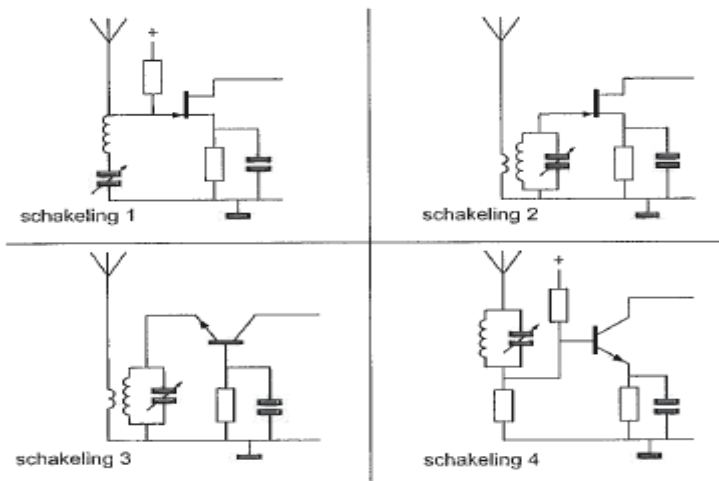 +
schakeling 1
schakeling 2
+
schakeling 3
schakeling 4